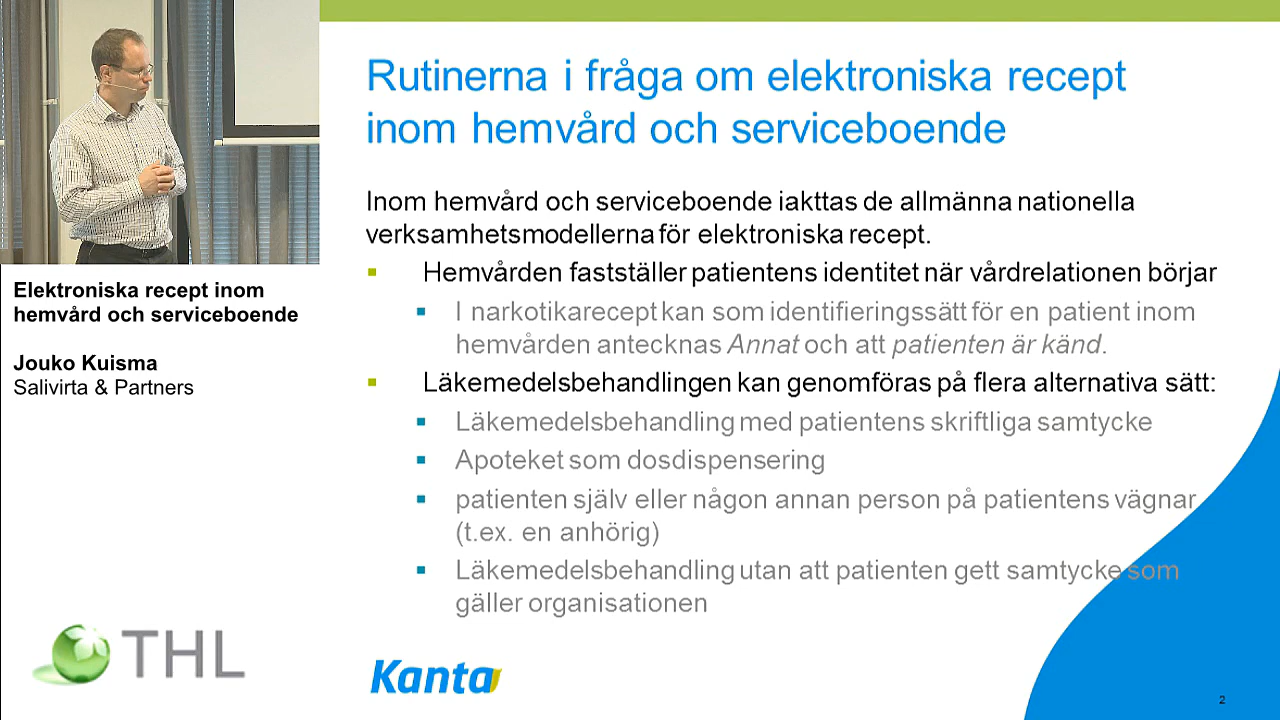 Rutinerna i fråga om elektroniska recept
inom hemvård och serviceboende
Inom hemvård och serviceboende iakttas de allmänna nationella
verksamhetsmodellerna för elektroniska recept.
Hemvården fastställer patientens identitet när vårdrelationen börjar
I narkotikarecept kan som identifieringssätt för en patient inom
hemvården antecknas Annat och att patienten är känd.
Läkemedelsbehandlingen kan genomföras på flera alternativa sätt:
Läkemedelsbehandling med patientens skriftliga samtycke
Apoteket som dosdispensering
patienten själv eller någon annan person på patientens vägnar
(t.ex. en anhörig)
Läkemedelsbehandling utan att patienten gett samtycke som
gäller organisationen
Elektroniska recept inom
hemvård och serviceboende
Jouko Kuisma
Salivirta & Partners
THL
Kanta
2